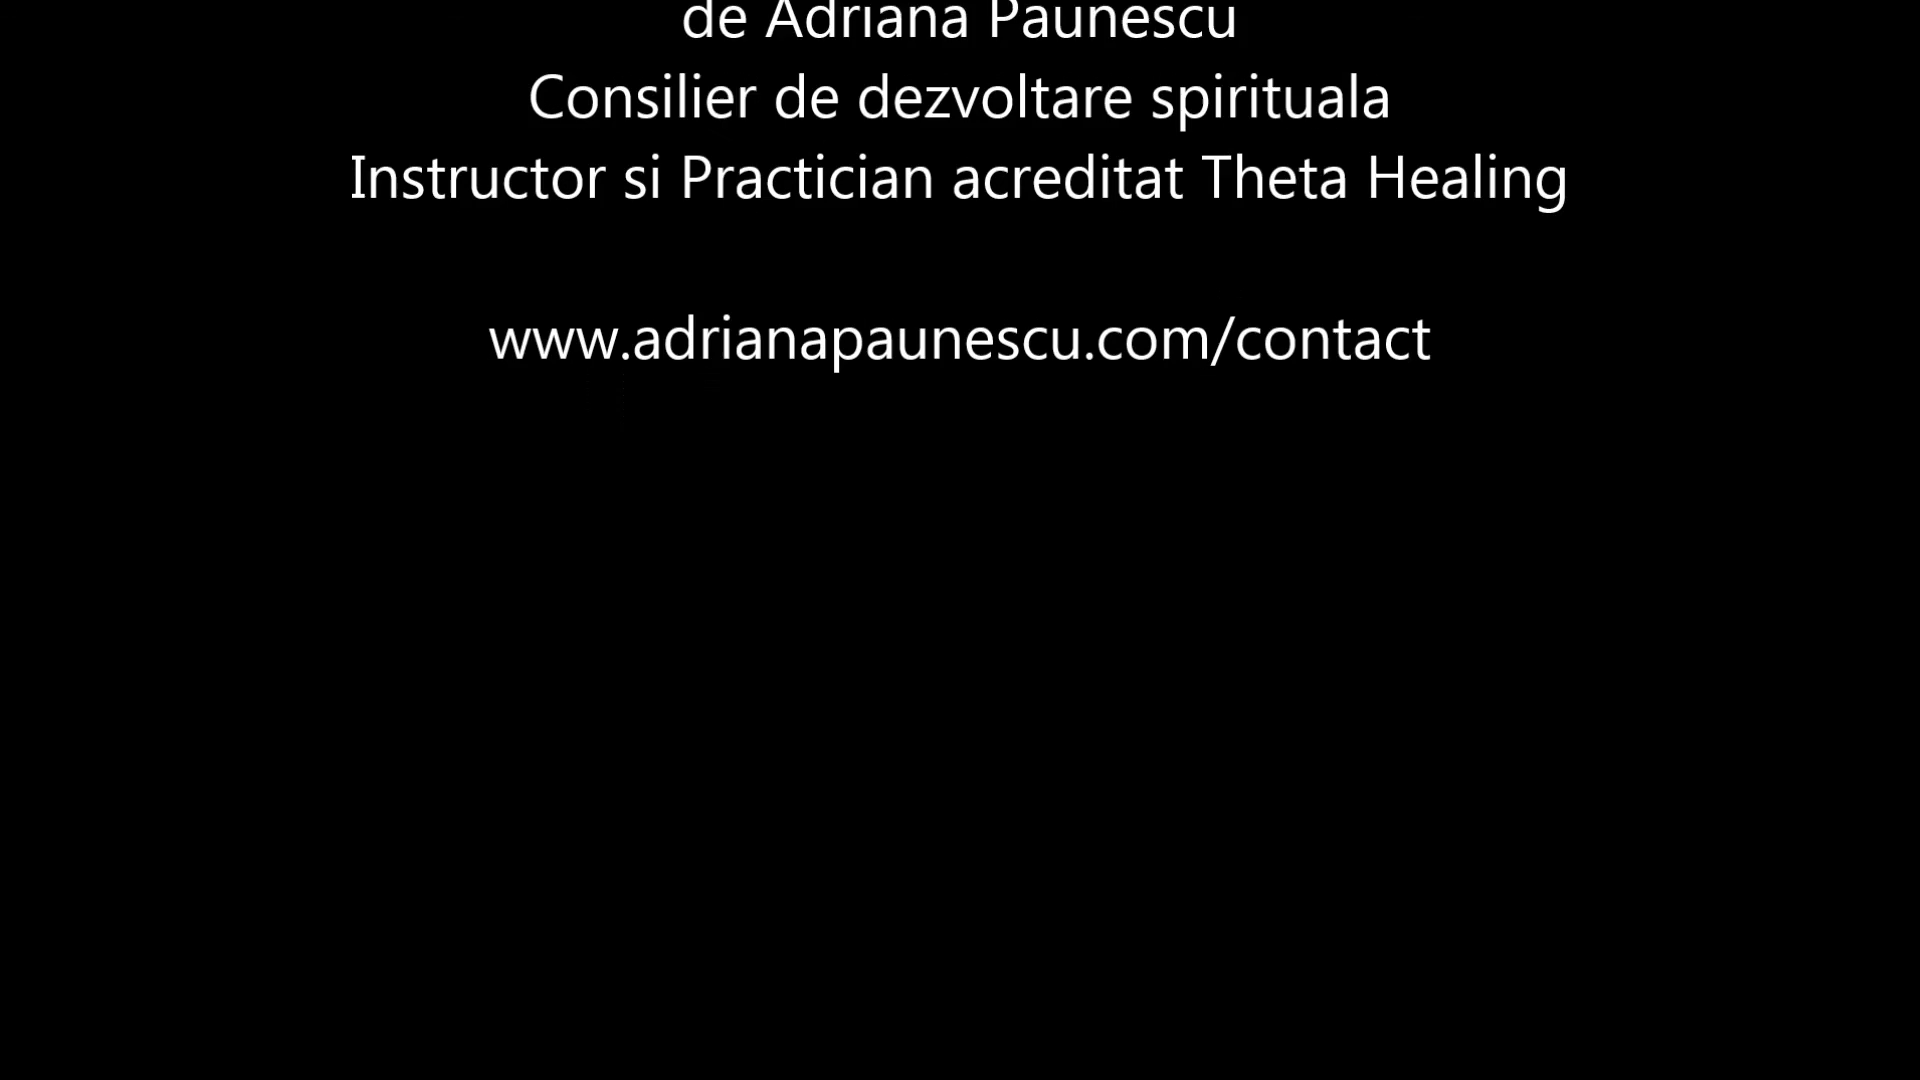 de Adriana Paunescu
Consilier de dezvoltare spirituala
Instructor si Practician acreditat Theta Healing
www.adrianapaunescu.com/contact